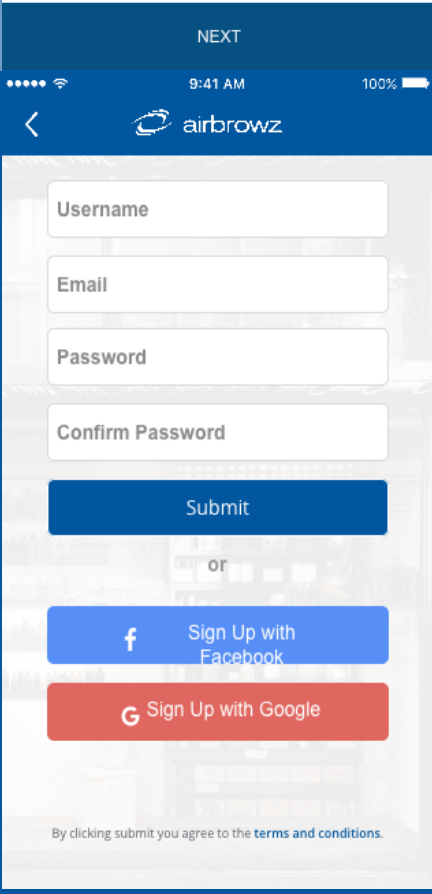 NEXT
9:41 AM 100%
airbrowz
Username
Email
Password
Confirm Password
Submit
or
f Sign Up with
Facebook
G Sign Up with Google
By clicking submit you agree to the terms and conditions.